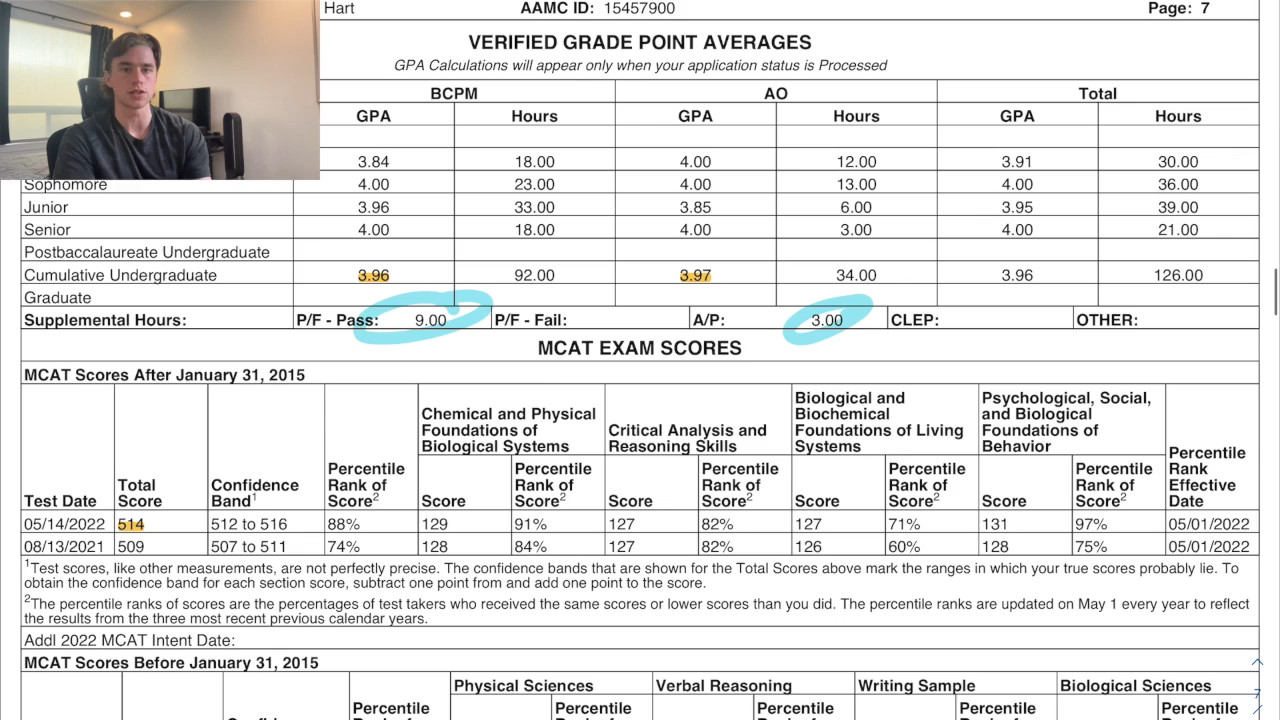 Hart AAMC ID: 15457900 Page: 7
VERIFIED GRADE POINT AVERAGES
GPA Calculations will appear only when your application status is Processed
BCPM AO Total
GPA Hours GPA Hours GPA Hours
3.84 18.00 4.00 12.00 3.91 30.00
Sophomore 4.00 23.00 4.00 13.00 4.00 36.00
Junior 3.96 33.00 3.85 6.00 3.95 39.00
Senior 4.00 18.00 4.00 3.00 4.00 21.00
Postbaccalaureate Undergraduate
Cumulative Undergraduate 3.96 92.00 3.97 34.00 3.96 126.00
Graduate
Supplemental Hours: P/F - Pass: 9.00 P/F - Fail: A/P: 3.00 CLEP: OTHER:
MCAT EXAM SCORES
MCAT Scores After January 31, 2015
Test Date
Total
Score
Confidence
Band1
Percentile
Rank of
Score2
Chemical and Physical
Foundations of
Biological Systems
Score
Percentile
Rank of
Score2
Critical Analysis and
Reasoning Skills
Score
Percentile
Rank of
Score2
Biological and
Biochemical
Foundations of Living
Systems
Score
Percentile
Rank of
Score2
Psychological, Social,
and Biological
Foundations of
Behavior
Score
Percentile
Rank of
Score2
Percentile
Rank
Effective
Date
05/14/2022 514 512 to 516 88% 129 91% 127 82% 127 71% 131 97% 05/01/2022
08/13/2021 509 507 to 511 74% 128 84% 127 82% 126 60% 128 75% 05/01/2022
1Test scores, like other measurements, are not perfectly precise. The confidence bands that are shown for the Total Scores above mark the ranges in which your true scores probably lie. To
obtain the confidence band for each section score, subtract one point from and add one point to the score.
2The percentile ranks of scores are the percentages of test takers who received the same scores or lower scores than you did. The percentile ranks are updated on May 1 every year to reflect
the results from the three most recent previous calendar years.
Addl 2022 MCAT Intent Date:
MCAT Scores Before January 31, 2015
Physical Sciences Verbal Reasoning Writing Sample Biological Sciences
Percentile Percentile Percentile Percentile Percentile
7